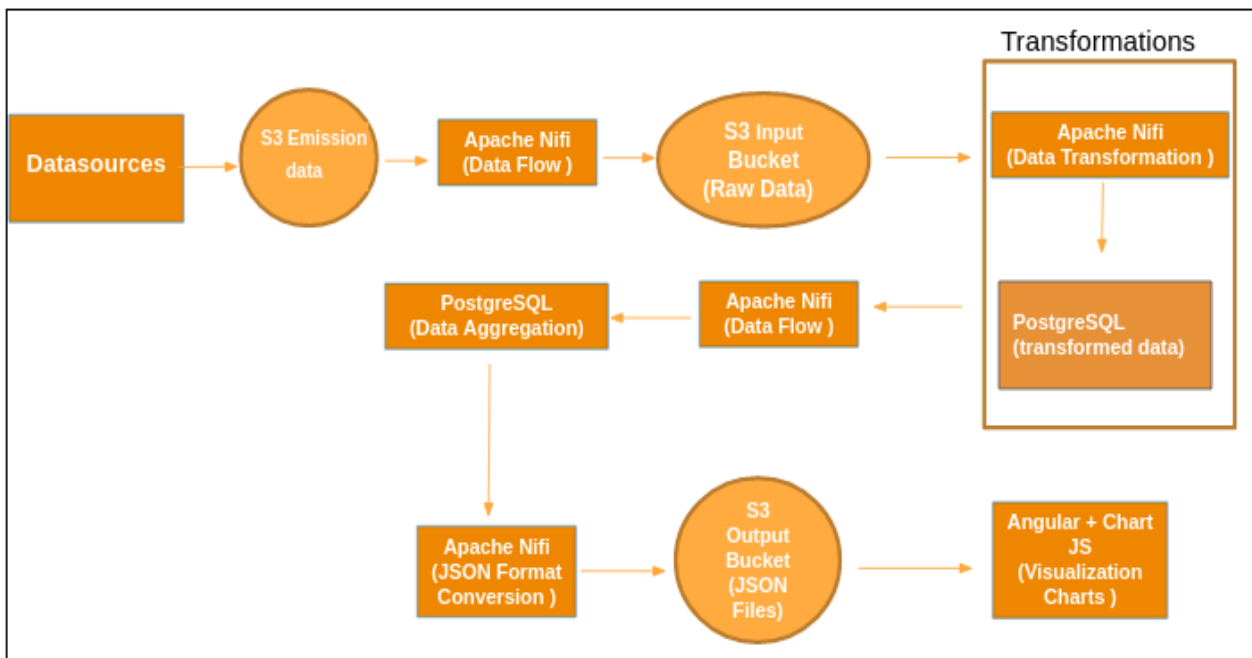 Transformations
Datasources
S3 Emission
data
Apache Nifi
(Data Flow )
S3 Input
Bucket
(Raw Data)
Apache Nifi
(Data Transformation )
PostgreSQL
(transformed data)
Apache Nifi
(Data Flow )
PostgreSQL
(Data Aggregation)
Apache Nifi
(JSON Format
Conversion )
S3
Output
Bucket
(JSON
Files)
Angular + Chart
JS
(Visualization
Charts )